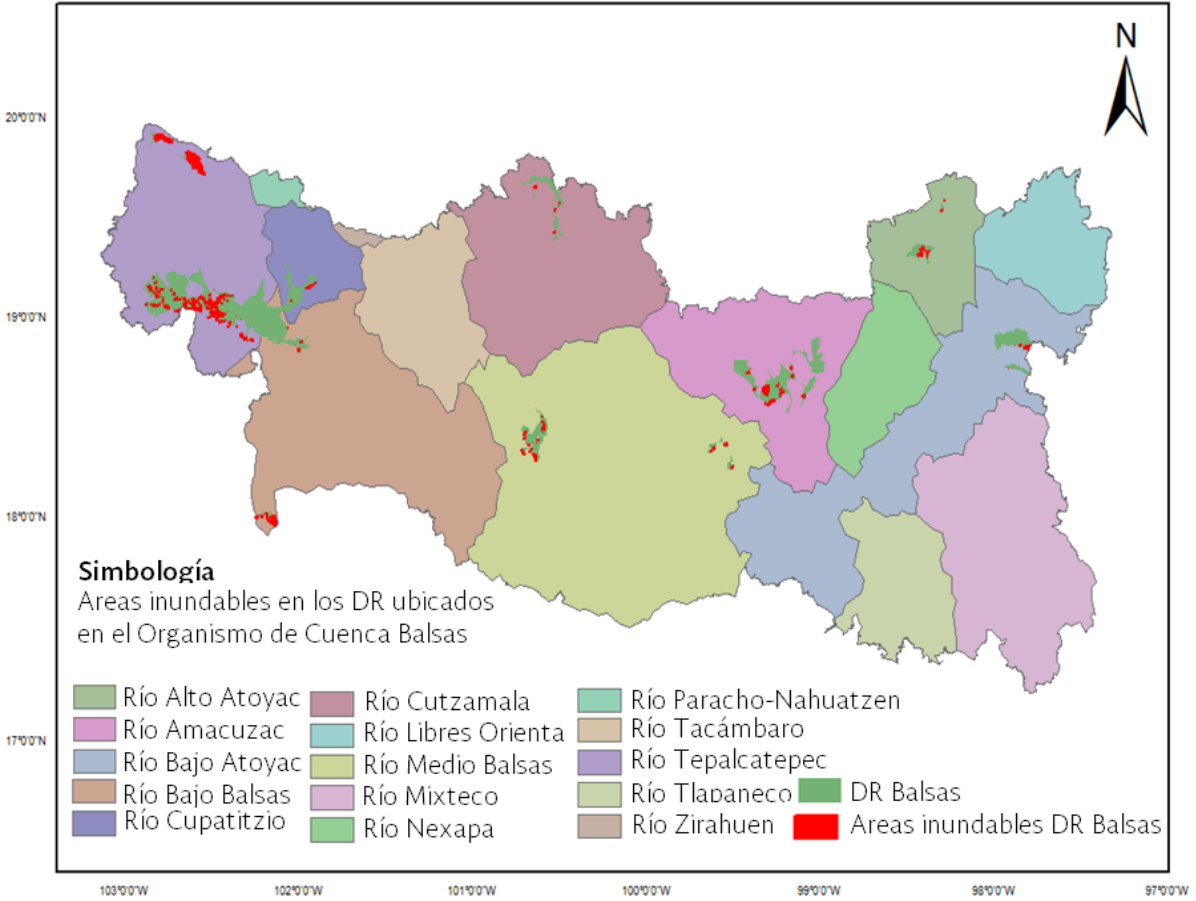 N
20°0'0"N
19°0'0"N
18°0'0"N
17°0'0"N
Simbología
Areas inundables en los DR ubicados
en el Organismo de Cuenca Balsas
Río Alto Atoyac
Río Amacuzac
Río Bajo Atoyac
Río Bajo Balsas
Río Cupatitzio
Río Cutzamala
Río Libres Orienta
Río Medio Balsas
Río Mixteco
Río Nexapa
Río Paracho-Nahuatzen
Río Tacámbaro
Río Tepalcatepec
Río Tlapaneco
Río Zirahuen
DR Balsas
Areas inundables DR Balsas
103°0'0"W
102°0'0"W
101°0'0"W
100°0'0"W
99°0'0"W
98°0'0"W
97°0'0"W